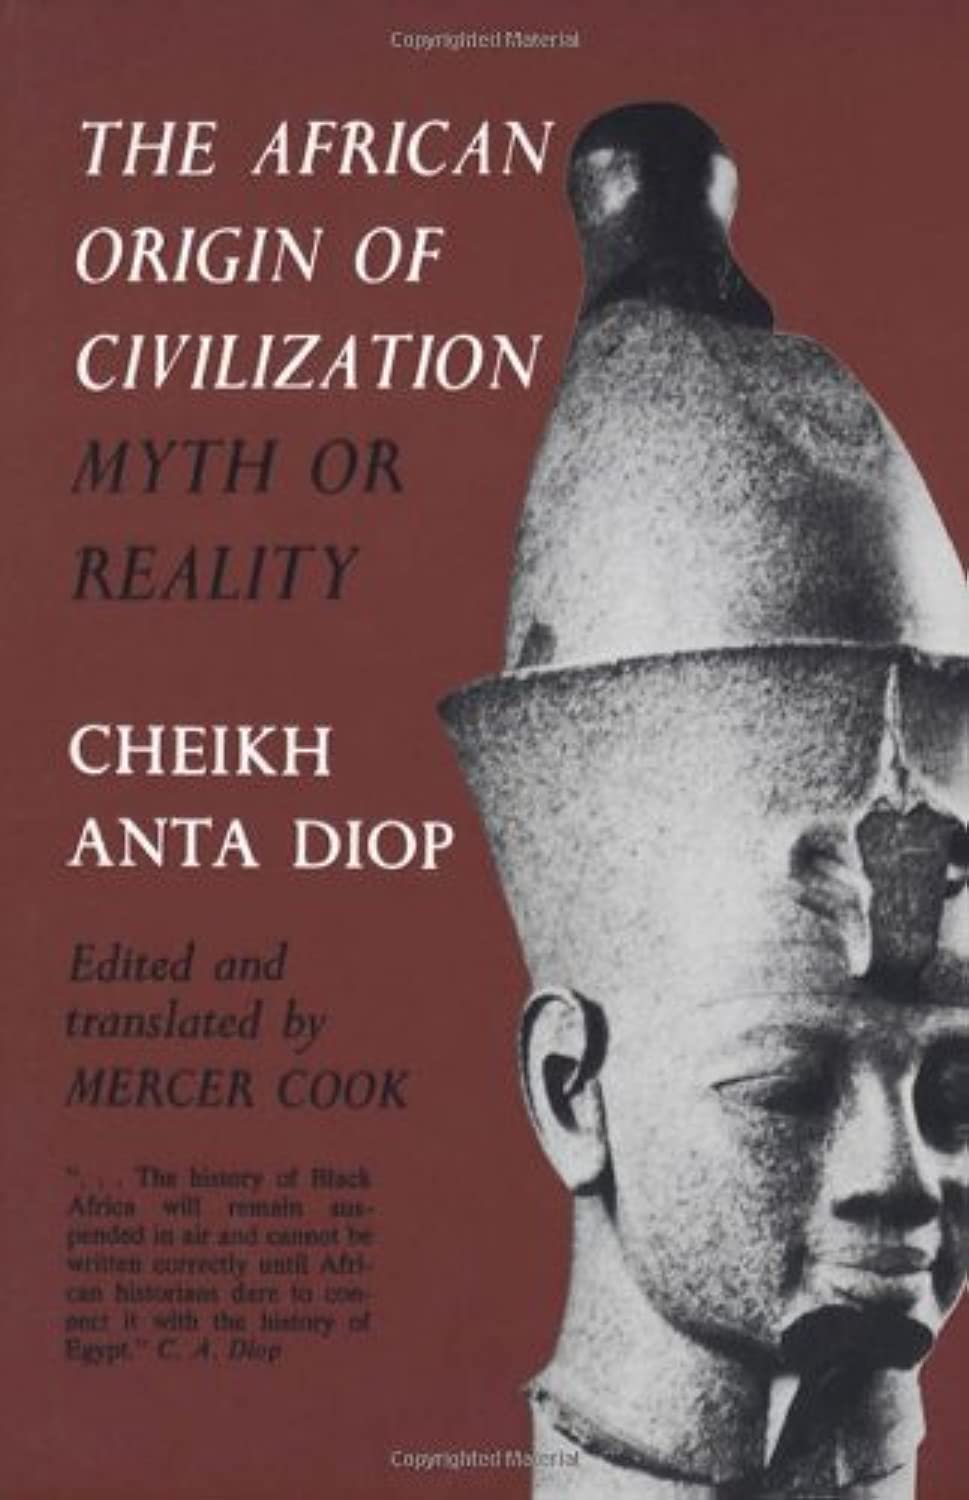 Copyrighted Material
THE AFRICAN
ORIGIN OF
CIVILIZATION
MYTH OR
REALITY
CHEIKH
ANTA DIOP
Edited and
translated by
MERCER COOK
". . . The history of Black
Africa will remain sus-
pended in air and cannot be
written correctly until Afri-
can historians dare to con-
nect it with the history of
Egypt." C. A. Diop
Copyrighted Material